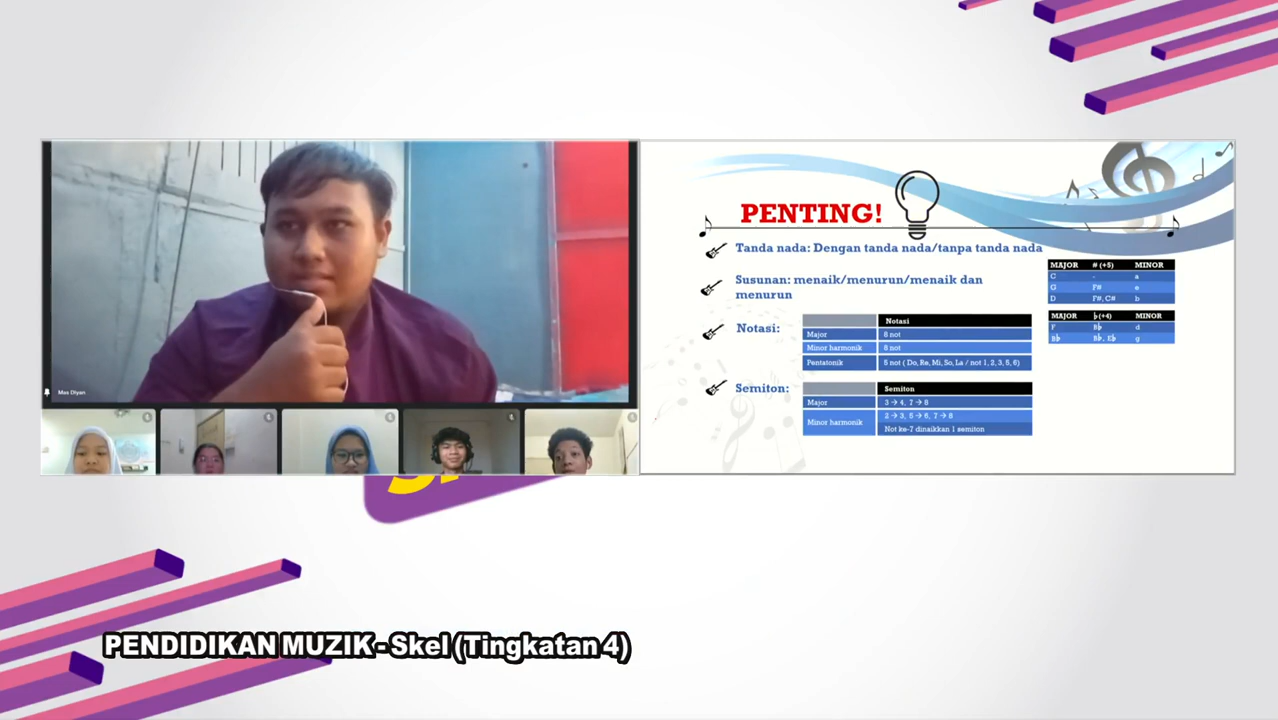 PENTING!
Tanda nada: Dengan tanda nada/tanpa tanda nada
Susunan: menaik/menurun/menaik dan
menurun
Notasi:
Notasi
Major 8 not
Minor harmonik 8 not
Pentatonik 5 not ( Do, Re, Mi, So, La / not 1, 2, 3, 5, 6)
Semiton:
Semiton
Major 3 → 4, 7 → 8
Minor harmonik 2 → 3, 5 → 6, 7 → 8
Not ke-7 dinaikkan 1 semiton
MAJOR # (+5) MINOR
C - a
G F# e
D F#, C# b
MAJOR ♭ (+4) MINOR
F B♭ d
B♭ B♭, E♭ g
Mas Diyan
PENDIDIKAN MUZIK - Skel (Tingkatan 4)